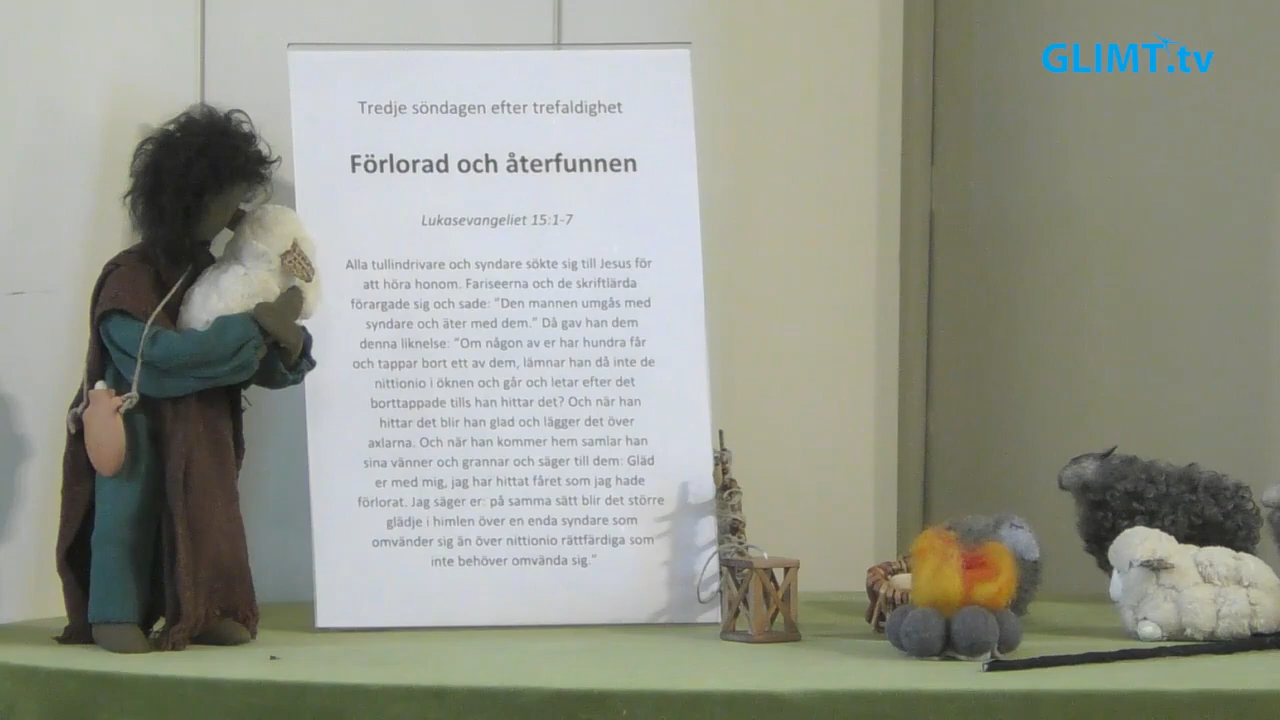 GLIMT.tv
Tredje söndagen efter trefaldighet
Förlorad och återfunnen
Lukasevangeliet 15:1-7
Alla tullindrivare och syndare sökte sig till Jesus för
att höra honom. Fariseerna och de skriftlärda
förargade sig och sade: ”Den mannen umgås med
syndare och äter med dem.” Då gav han dem
denna liknelse: ”Om någon av er har hundra får
och tappar bort ett av dem, lämnar han då inte de
nittionio i öknen och går och letar efter det
borttappade tills han hittar det? Och när han
hittar det blir han glad och lägger det över
axlarna. Och när han kommer hem samlar han
sina vänner och grannar och säger till dem: Gläd
er med mig, jag har hittat fåret som jag hade
förlorat. Jag säger er: på samma sätt blir det större
glädje i himlen över en enda syndare som
omvänder sig än över nittionio rättfärdiga som
inte behöver omvända sig.”